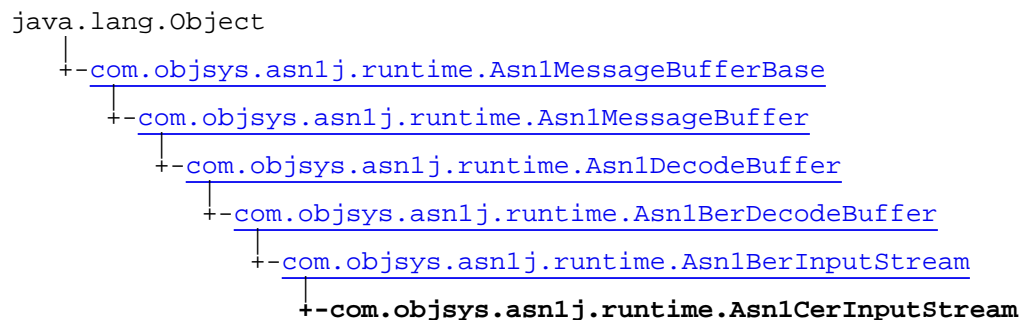 java.lang.Object
+-com.objsys.asn1j.runtime.Asn1MessageBufferBase
+-com.objsys.asn1j.runtime.Asn1MessageBuffer
+-com.objsys.asn1j.runtime.Asn1DecodeBuffer
+-com.objsys.asn1j.runtime.Asn1BerDecodeBuffer
+-com.objsys.asn1j.runtime.Asn1BerInputStream
+-com.objsys.asn1j.runtime.Asn1CerInputStream